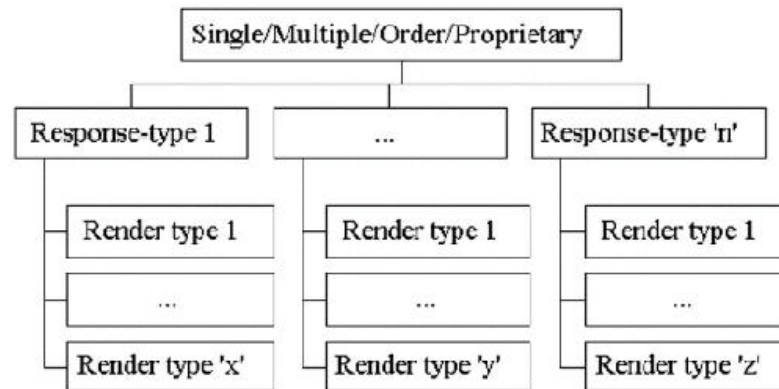 Single/Multiple/Order/Proprietary
Response-type 1
...
Response-type 'n'
Render type 1
Render type 1
Render type 1
...
...
...
Render type 'x'
Render type 'y'
Render type 'z'